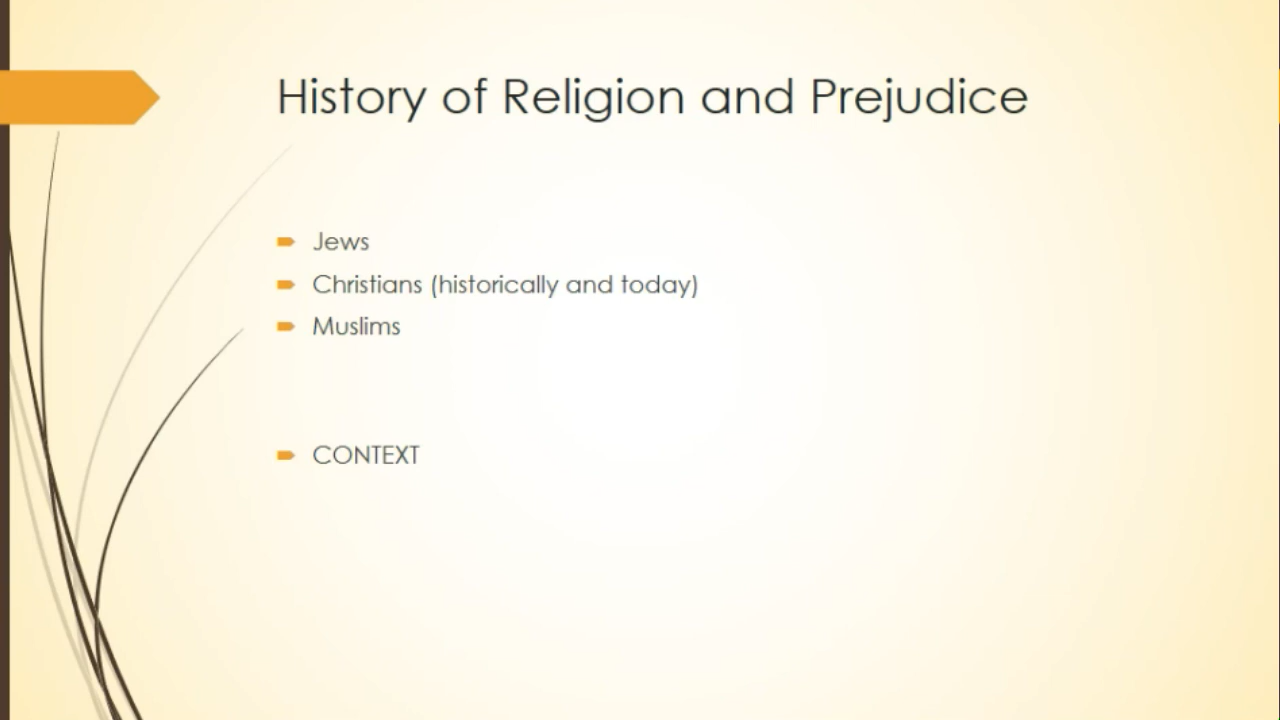 History of Religion and Prejudice
Jews
Christians (historically and today)
Muslims
CONTEXT